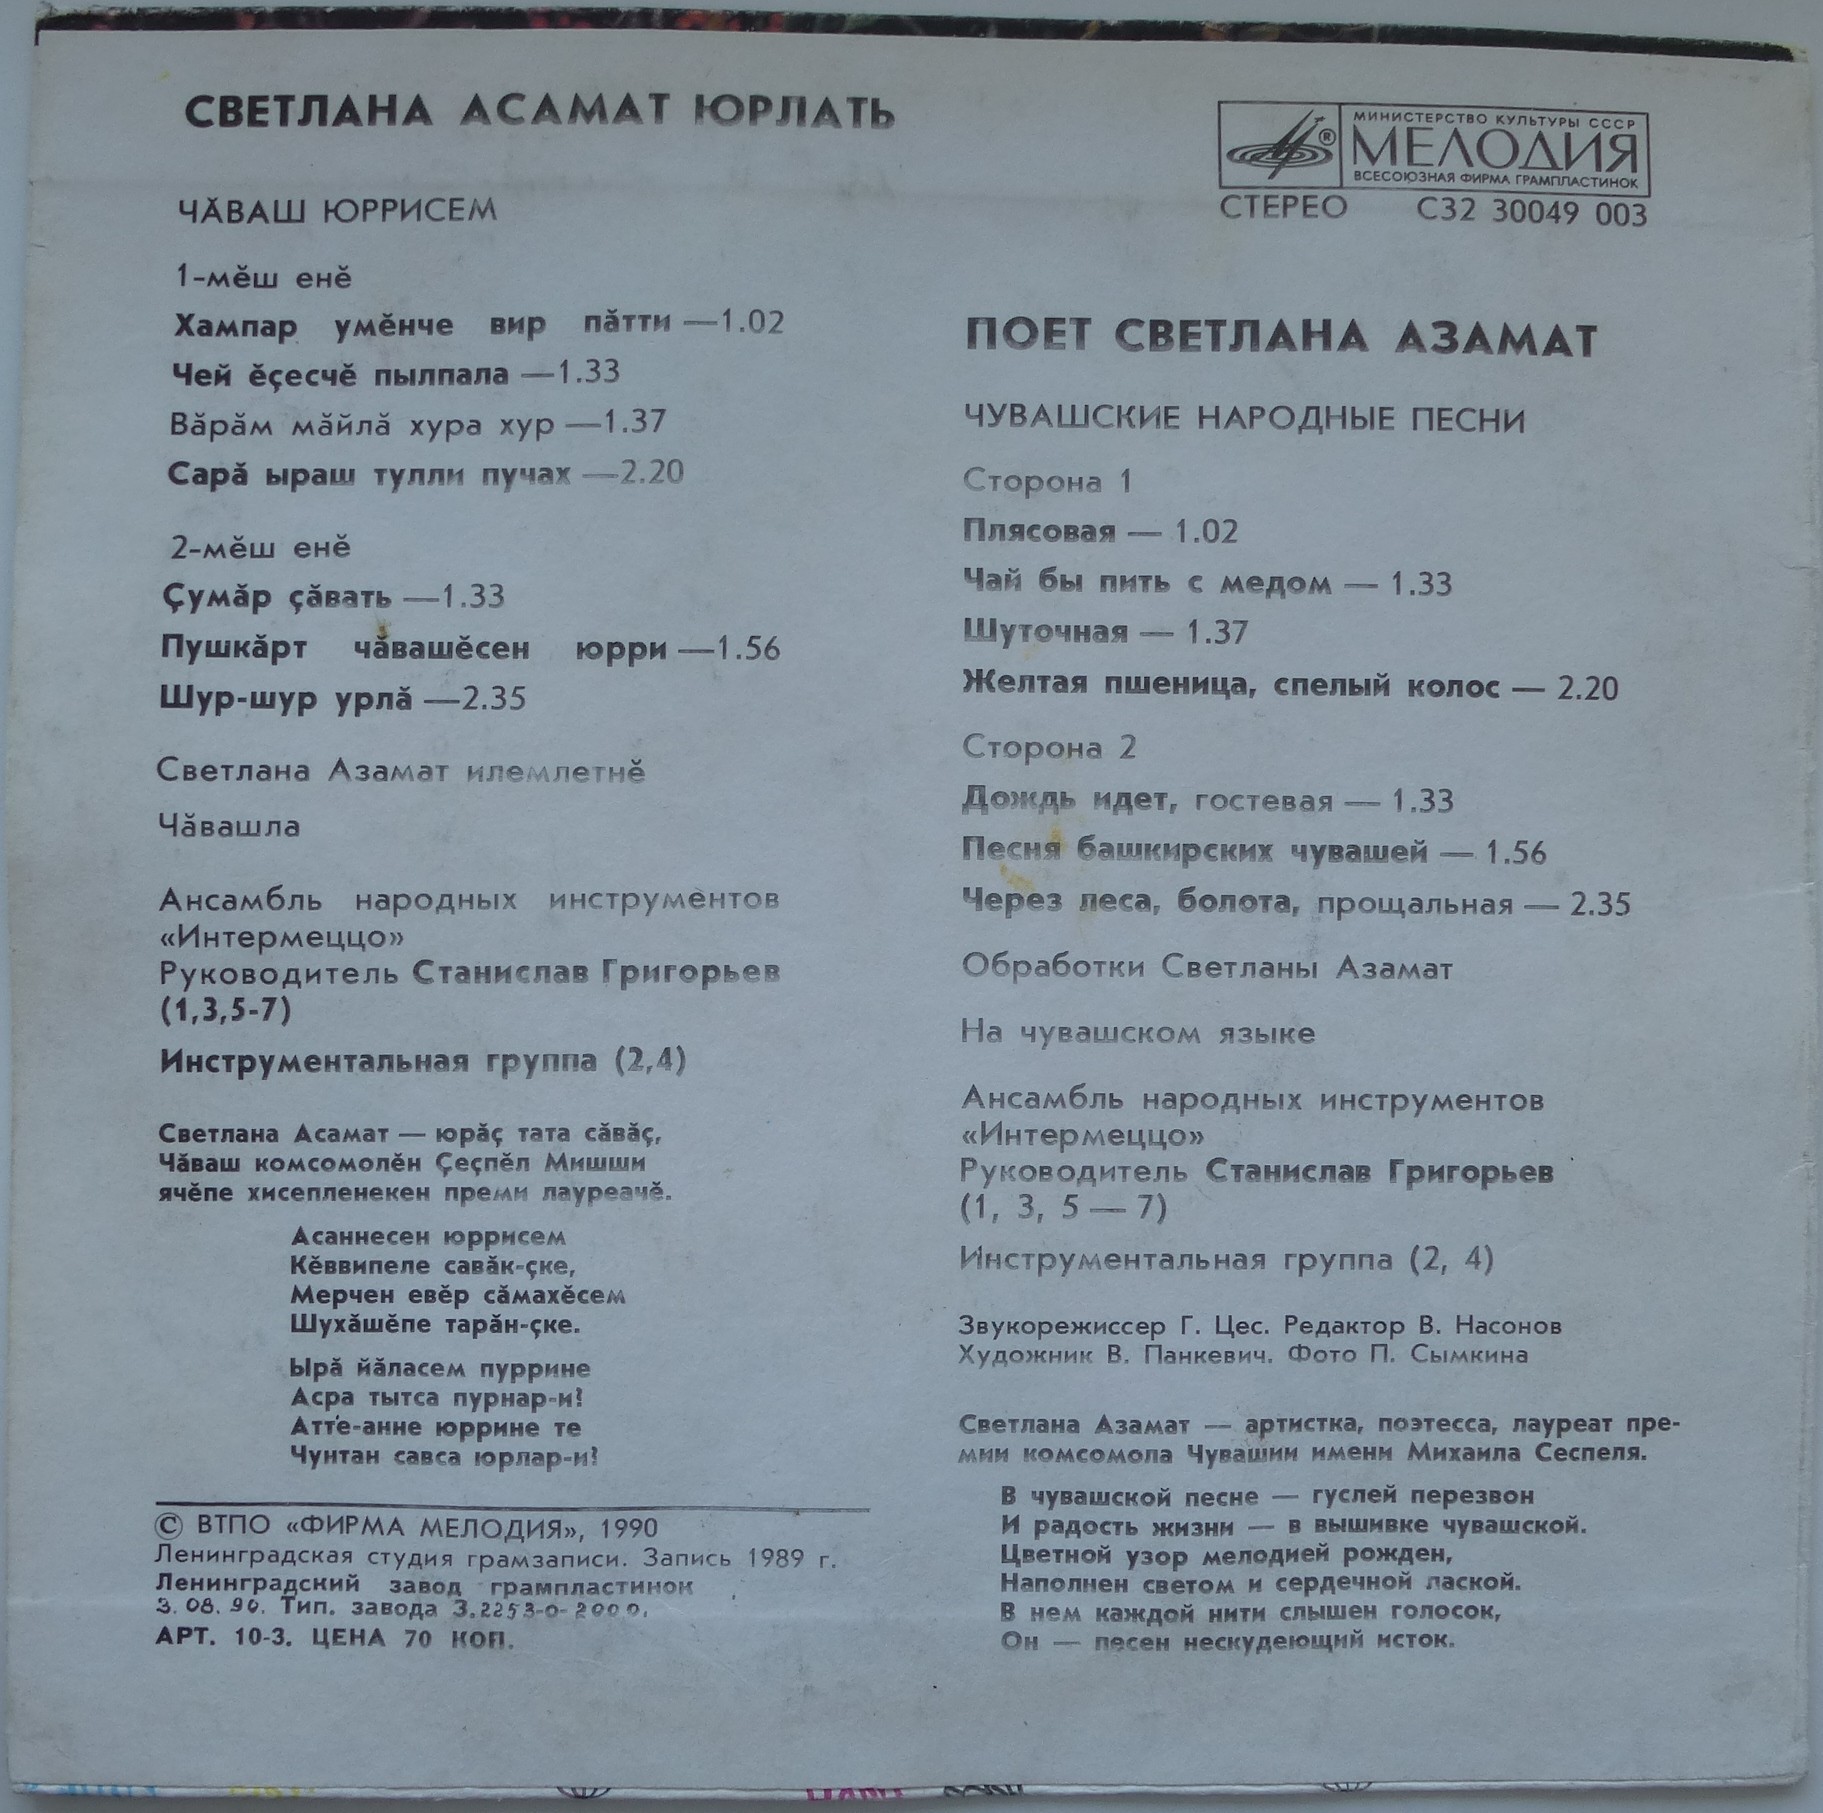 СВЕТЛАНА АСАМАТ ЮРЛАТЬ
ЧӐВАШ ЮРРИСЕМ
1-мӗш енӗ
Хампар умӗнче вир пӑтти —1.02
Чей ӗҫесчӗ пылпала —1.33
Вӑрӑм мӑйлӑ хура хур —1.37
Сарӑ ыраш тулли пучах —2.20
2-мӗш енӗ
Ҫумӑр ҫӑвать —1.33
Пушкӑрт чӑвашӗсен юрри —1.56
Шур-шур урлӑ —2.35
Светлана Азамат илемлетнӗ
Чӑвашла
Ансамбль народных инструментов
«Интермеццо»
Руководитель Станислав Григорьев
(1,3,5-7)
Инструментальная группа (2,4)
Светлана Асамат — юрӑҫ тата сӑвӑҫ,
Чӑваш комсомолӗн Ҫеҫпӗл Мишши
ячӗпе хисепленекен преми лауреачӗ.
Асаннесен юррисем
Кӗввипеле савӑк-ҫке,
Мерчен евӗр сӑмахӗсем
Шухӑшӗпе тарӑн-ҫке.
Ырӑ йӑласем пуррине
Асра тытса пурнар-и?
Атте-анне юррине те
Чунтан савса юрлар-и?
© ВТПО «ФИРМА МЕЛОДИЯ», 1990
Ленинградская студия грамзаписи. Запись 1989 г.
Ленинградский завод грампластинок
3.08.90. Тип. завода З.2253-0-2000.
АРТ. 10-3. ЦЕНА 70 КОП.
МИНИСТЕРСТВО КУЛЬТУРЫ СССР
МЕЛОДИЯ
ВСЕСОЮЗНАЯ ФИРМА ГРАМПЛАСТИНОК
®
СТЕРЕО С32 30049 003
ПОЕТ СВЕТЛАНА АЗАМАТ
ЧУВАШСКИЕ НАРОДНЫЕ ПЕСНИ
Сторона 1
Плясовая — 1.02
Чай бы пить с медом — 1.33
Шуточная — 1.37
Желтая пшеница, спелый колос — 2.20
Сторона 2
Дождь идет, гостевая — 1.33
Песня башкирских чувашей — 1.56
Через леса, болота, прощальная — 2.35
Обработки Светланы Азамат
На чувашском языке
Ансамбль народных инструментов
«Интермеццо»
Руководитель Станислав Григорьев
(1, 3, 5 — 7)
Инструментальная группа (2, 4)
Звукорежиссер Г. Цес. Редактор В. Насонов
Художник В. Панкевич. Фото П. Сымкина
Светлана Азамат — артистка, поэтесса, лауреат пре-
мии комсомола Чувашии имени Михаила Сеспеля.
В чувашской песне — гуслей перезвон
И радость жизни — в вышивке чувашской.
Цветной узор мелодией рожден,
Наполнен светом и сердечной лаской.
В нем каждой нити слышен голосок,
Он — песен нескудеющий исток.